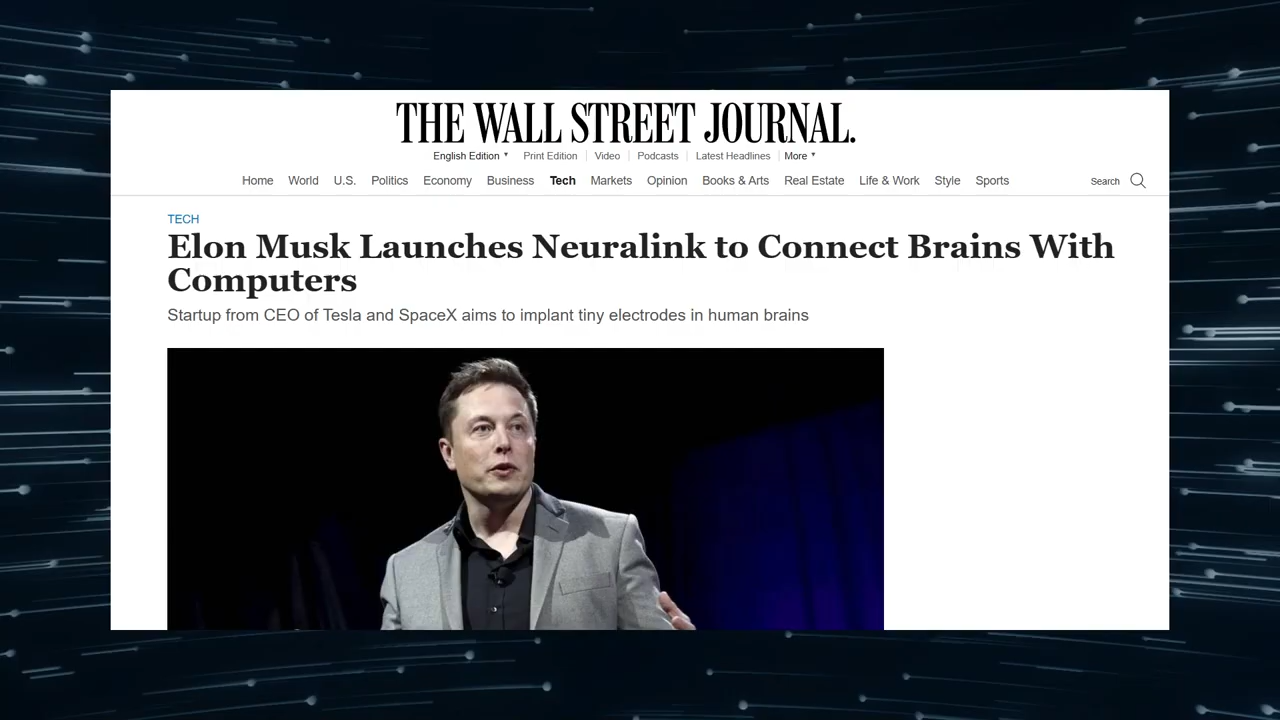 THE WALL STREET JOURNAL.
English Edition Print Edition Video Podcasts Latest Headlines More
Home World U.S. Politics Economy Business Tech Markets Opinion Books & Arts Real Estate Life & Work Style Sports Search
TECH
Elon Musk Launches Neuralink to Connect Brains With
Computers
Startup from CEO of Tesla and SpaceX aims to implant tiny electrodes in human brains